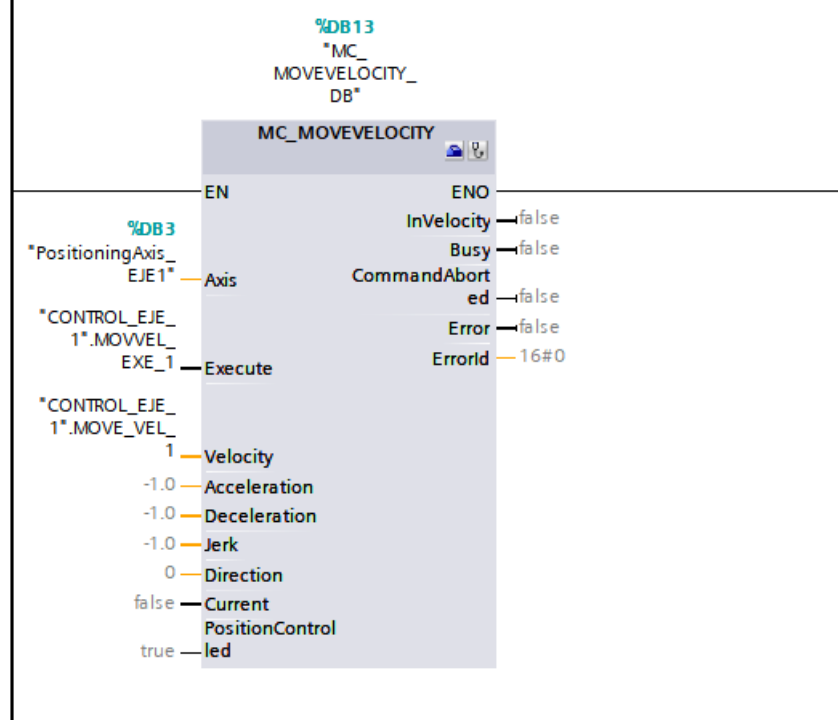 %DB13
"MC_
MOVEVELOCITY_
DB"
MC_MOVEVELOCITY
EN
ENO
InVelocity
false
%DB3
"PositioningAxis_
EJE1"
Axis
Busy
false
CommandAbort
ed
false
"CONTROL_EJE_
1".MOVVEL_
EXE_1
Execute
Error
false
ErrorId
16#0
"CONTROL_EJE_
1".MOVE_VEL_
1
Velocity
-1.0
Acceleration
-1.0
Deceleration
-1.0
Jerk
0
Direction
false
Current
PositionControl
true
led